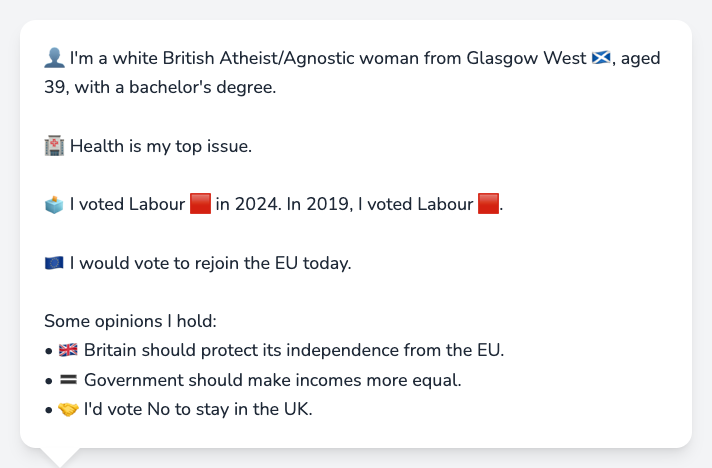 👤 I'm a white British Atheist/Agnostic woman from Glasgow West 🏴󠁧󠁢󠁳󠁣󠁴󠁿, aged
39, with a bachelor's degree.
🏥 Health is my top issue.
🗳️ I voted Labour 🟥 in 2024. In 2019, I voted Labour 🟥.
🇪🇺 I would vote to rejoin the EU today.
Some opinions I hold:
• 🇬🇧 Britain should protect its independence from the EU.
• 🟰 Government should make incomes more equal.
• 🤝 I'd vote No to stay in the UK.